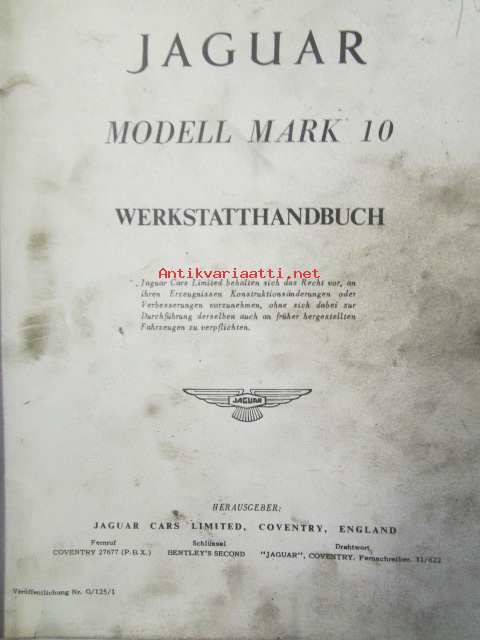 JAGUAR
MODELL MARK 10
WERKSTATTHANDBUCH
Antikvariaatti.net
Jaguar Cars Limited behalten sich das Recht vor, an
ihren Erzeugnissen Konstruktionsänderungen oder
Verbesserungen vorzunehmen, ohne sich dabei zur
Durchführung derselben auch an früher hergestellten
Fahrzeugen zu verpflichten.
JAGUAR
HERAUSGEBER:
JAGUAR CARS LIMITED, COVENTRY, ENGLAND
Fernruf Schlüssel Drahtwort
COVENTRY 27677 (P.B.X.) BENTLEY'S SECOND "JAGUAR", COVENTRY. Fernschreiber. 31/622
Veröffentlichung Nr. G/125/1